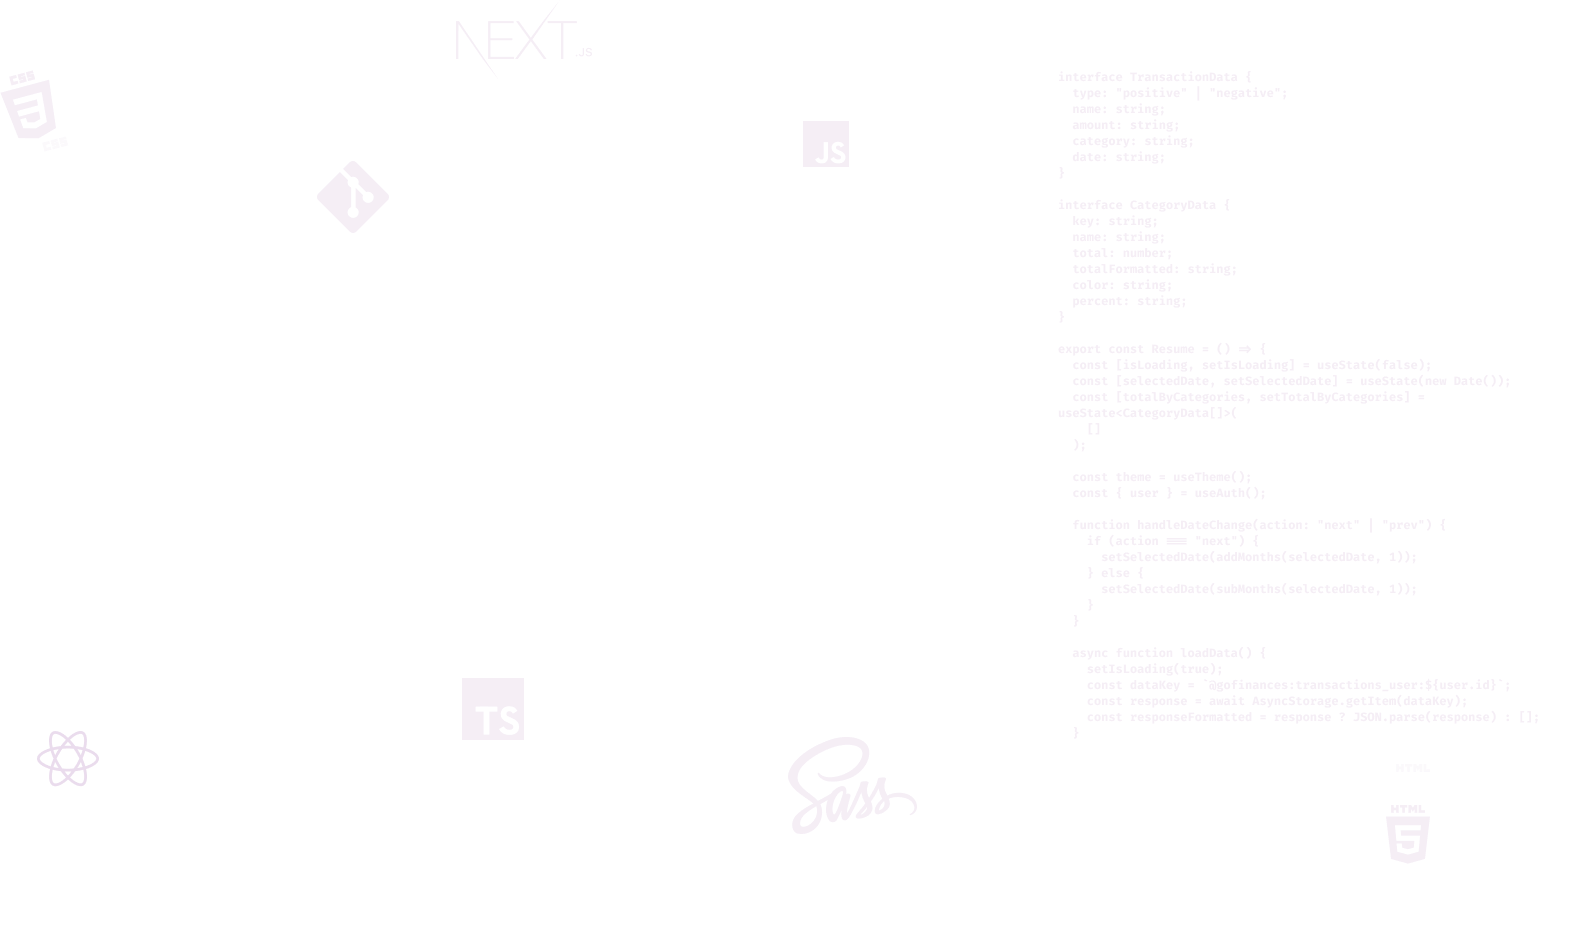 NEXT
.JS
CSS
CSS
JS
interface TransactionData {
  type: "positive" | "negative";
  name: string;
  amount: string;
  category: string;
  date: string;
}
interface CategoryData {
  key: string;
  name: string;
  total: number;
  totalFormatted: string;
  color: string;
  percent: string;
}
export const Resume = () => {
  const [isLoading, setIsLoading] = useState(false);
  const [selectedDate, setSelectedDate] = useState(new Date());
  const [totalByCategories, setTotalByCategories] =
useState<CategoryData[]>(
    []
  );
  const theme = useTheme();
  const { user } = useAuth();
  function handleDateChange(action: "next" | "prev") {
    if (action === "next") {
      setSelectedDate(addMonths(selectedDate, 1));
    } else {
      setSelectedDate(subMonths(selectedDate, 1));
    }
  }
  async function loadData() {
    setIsLoading(true);
    const dataKey = `@gofinances:transactions_user:${user.id}`;
    const response = await AsyncStorage.getItem(dataKey);
    const responseFormatted = response ? JSON.parse(response) : [];
  }
TS
Sass
HTML
HTML
5